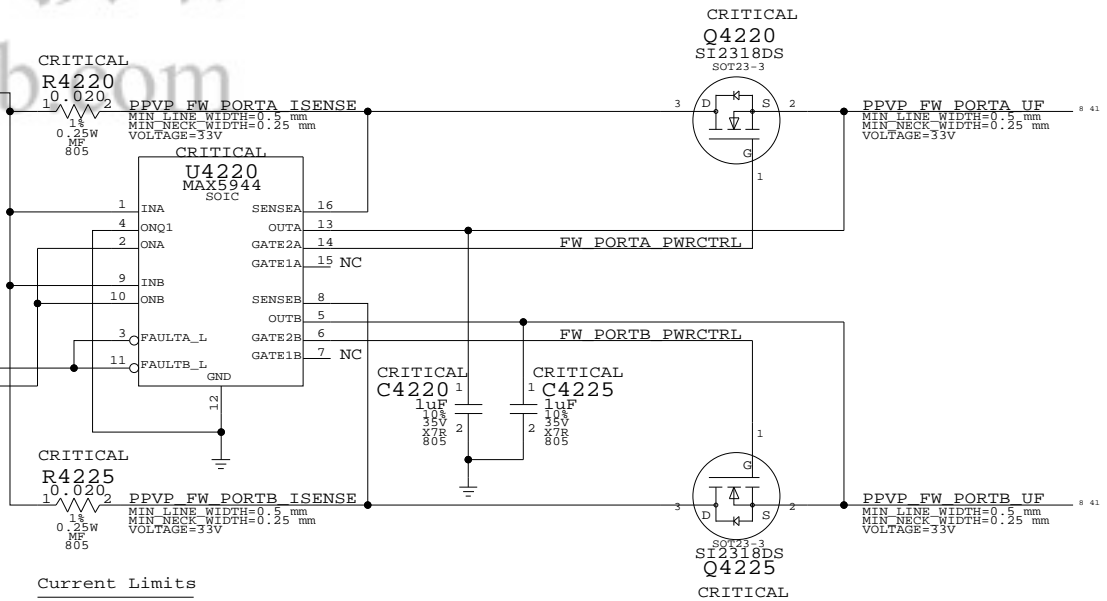 CRITICAL
Q4220
SI2318DS
SOT23-3
b.com
CRITICAL
R4220
0.020
1 2
1%
0.25W
MF
805
PPVP_FW_PORTA_ISENSE
MIN_LINE_WIDTH=0.5 mm
MIN_NECK_WIDTH=0.25 mm
VOLTAGE=33V
3 D S 2
G
1
PPVP_FW_PORTA_UF
MIN_LINE_WIDTH=0.5 mm
MIN_NECK_WIDTH=0.25 mm
VOLTAGE=33V
8 41
CRITICAL
U4220
MAX5944
SOIC
1 INA SENSEA 16
4 ONQ1 OUTA 13
2 ONA GATE2A 14
FW_PORTA_PWRCTRL
GATE1A 15 NC
9 INB
10 ONB SENSEB 8
OUTB 5
3 FAULTA_L GATE2B 6
FW_PORTB_PWRCTRL
11 FAULTB_L GATE1B 7 NC
GND
12
CRITICAL
C4220
1uF
10%
35V
X7R
805
1
2
CRITICAL
C4225
1uF
10%
35V
X7R
805
1
2
CRITICAL
R4225
0.020
1 2
1%
0.25W
MF
805
PPVP_FW_PORTB_ISENSE
MIN_LINE_WIDTH=0.5 mm
MIN_NECK_WIDTH=0.25 mm
VOLTAGE=33V
1
G
3 D S 2
SOT23-3
SI2318DS
Q4225
CRITICAL
PPVP_FW_PORTB_UF
MIN_LINE_WIDTH=0.5 mm
MIN_NECK_WIDTH=0.25 mm
VOLTAGE=33V
8 41
Current Limits